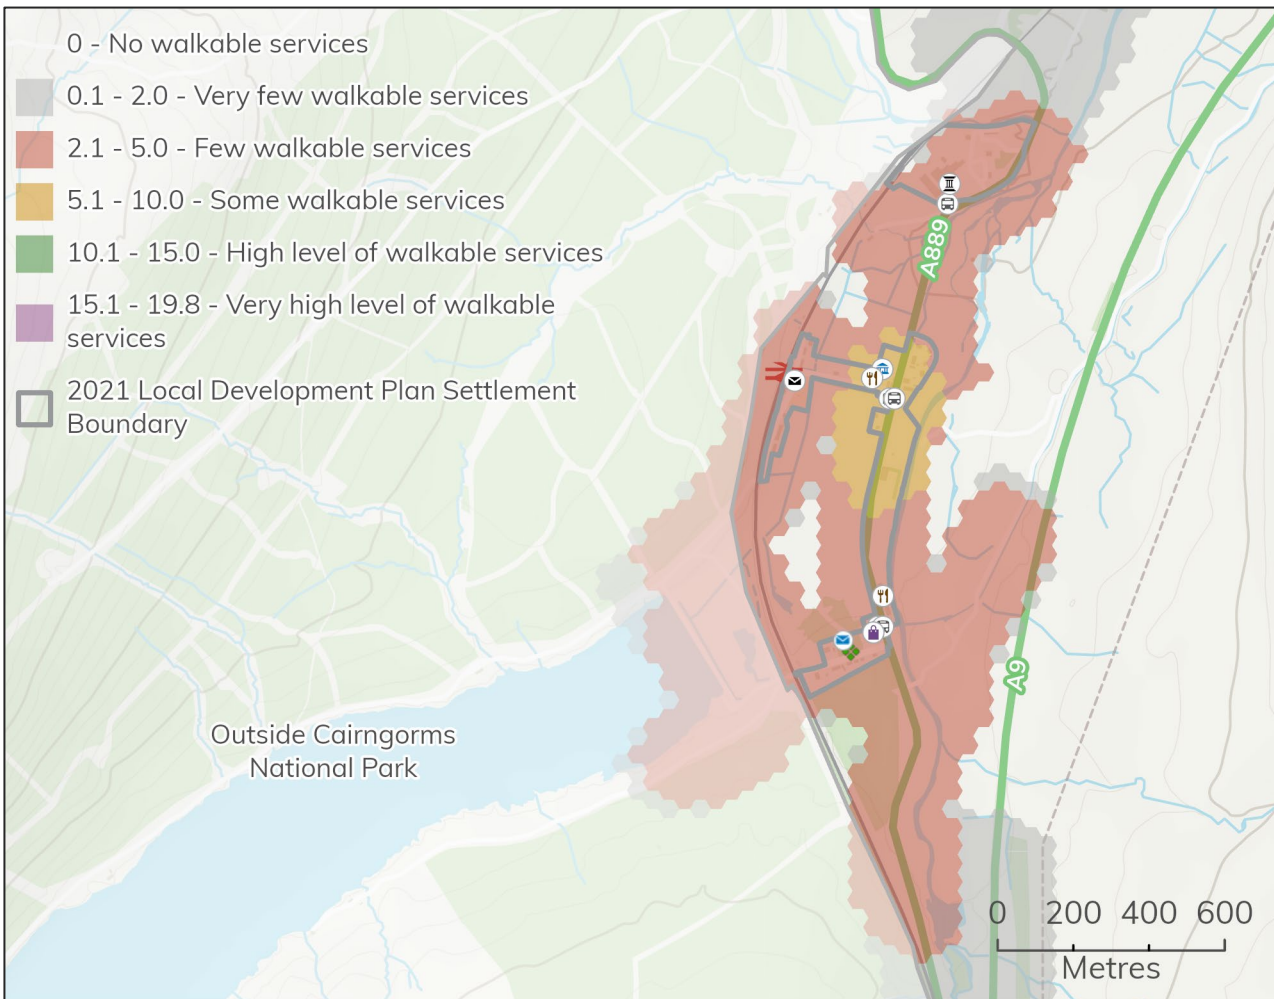 0 - No walkable services
0.1 - 2.0 - Very few walkable services
2.1 - 5.0 - Few walkable services
5.1 - 10.0 - Some walkable services
10.1 - 15.0 - High level of walkable services
15.1 - 19.8 - Very high level of walkable
services
2021 Local Development Plan Settlement
Boundary
A889
A9
Outside Cairngorms
National Park
0 200 400 600
Metres